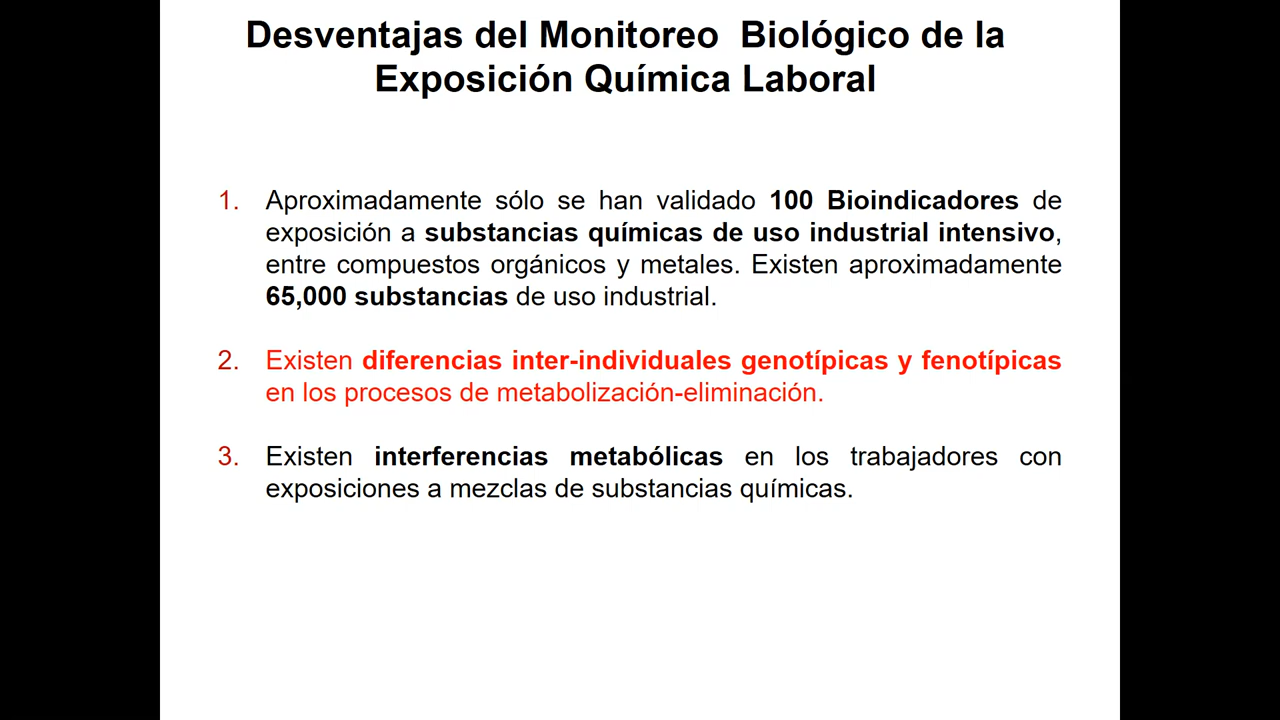 Desventajas del Monitoreo Biológico de la
Exposición Química Laboral
1. Aproximadamente sólo se han validado 100 Bioindicadores de
exposición a substancias químicas de uso industrial intensivo,
entre compuestos orgánicos y metales. Existen aproximadamente
65,000 substancias de uso industrial.
2. Existen diferencias inter-individuales genotípicas y fenotípicas
en los procesos de metabolización-eliminación.
3. Existen interferencias metabólicas en los trabajadores con
exposiciones a mezclas de substancias químicas.